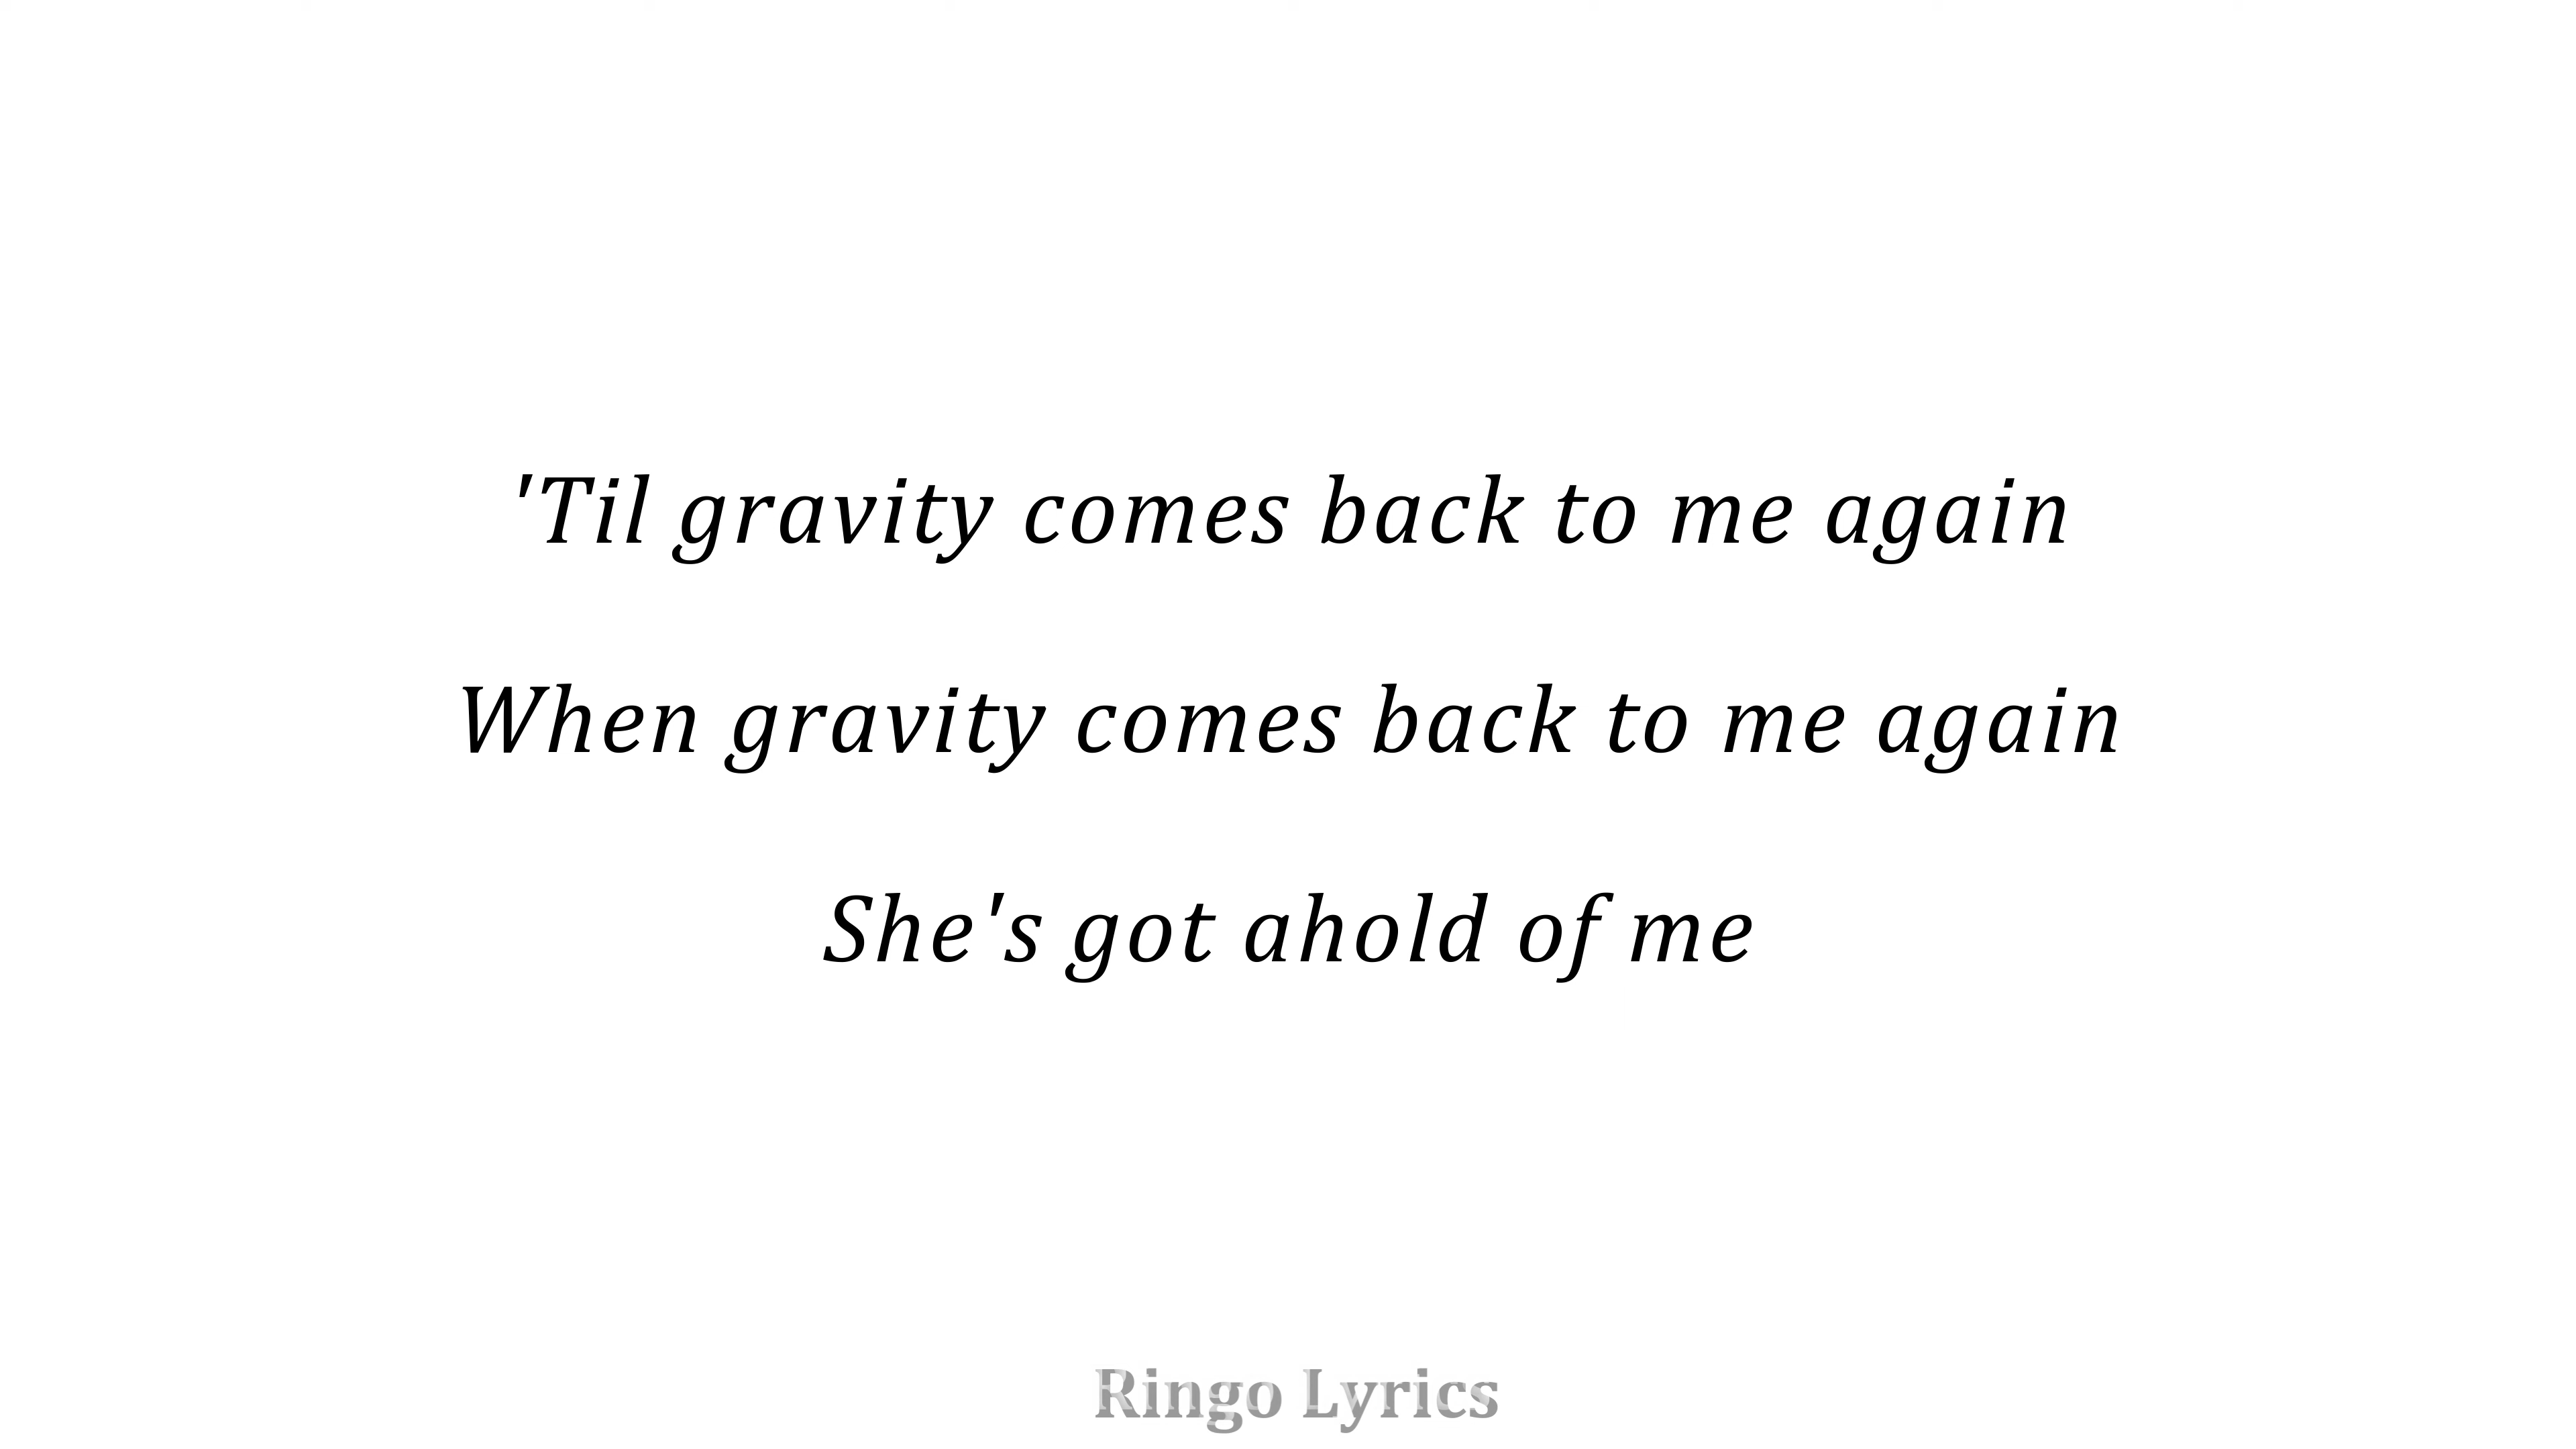 'Til gravity comes back to me again
When gravity comes back to me again
She's got ahold of me
Ringo Lyrics